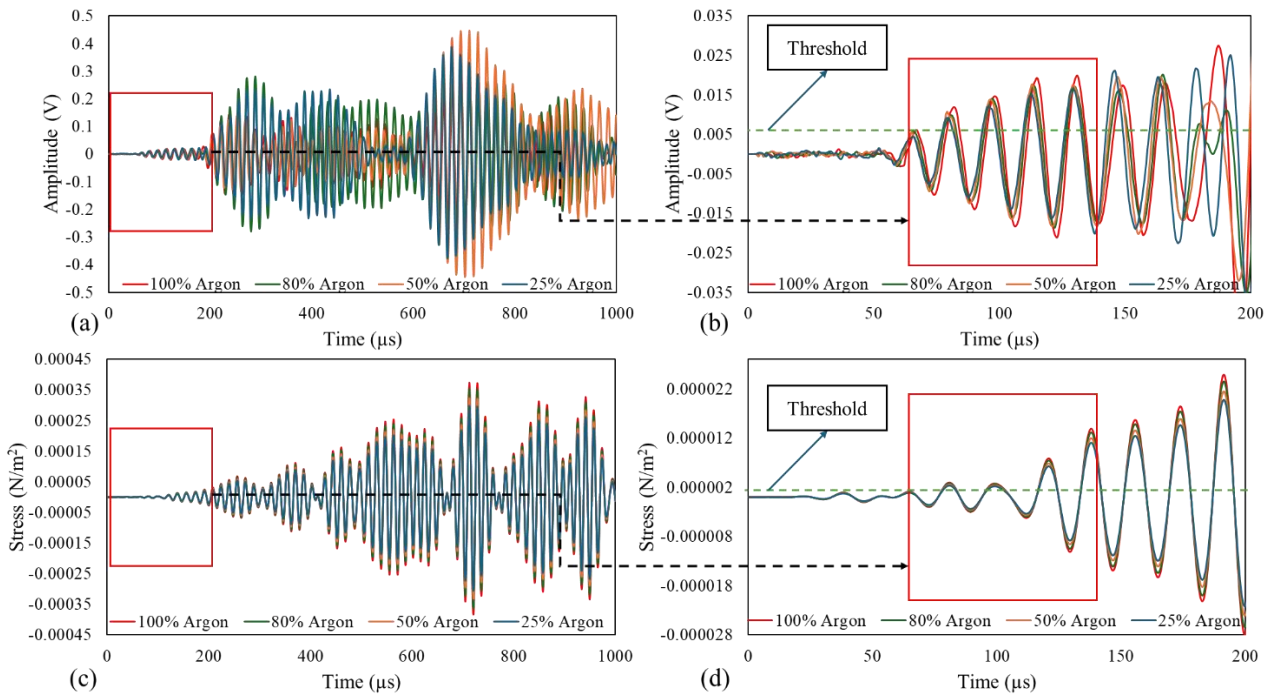 0.5
0.4
0.3
0.2
0.1
0
-0.1
-0.2
-0.3
-0.4
-0.5
Amplitude (V)
0 200 400 600 800 1000
Time (µs)
100% Argon 80% Argon 50% Argon 25% Argon
(a)
0.035
0.025
0.015
0.005
-0.005
-0.015
-0.025
-0.035
Amplitude (V)
Threshold
0 50 100 150 200
Time (µs)
100% Argon 80% Argon 50% Argon 25% Argon
(b)
0.00045
0.00035
0.00025
0.00015
0.00005
-0.00005
-0.00015
-0.00025
-0.00035
-0.00045
Stress (N/m²)
0 200 400 600 800 1000
Time (µs)
100% Argon 80% Argon 50% Argon 25% Argon
(c)
0.000022
0.000012
0.000002
-0.000008
-0.000018
-0.000028
Stress (N/m²)
Threshold
0 50 100 150 200
Time (µs)
100% Argon 80% Argon 50% Argon 25% Argon
(d)